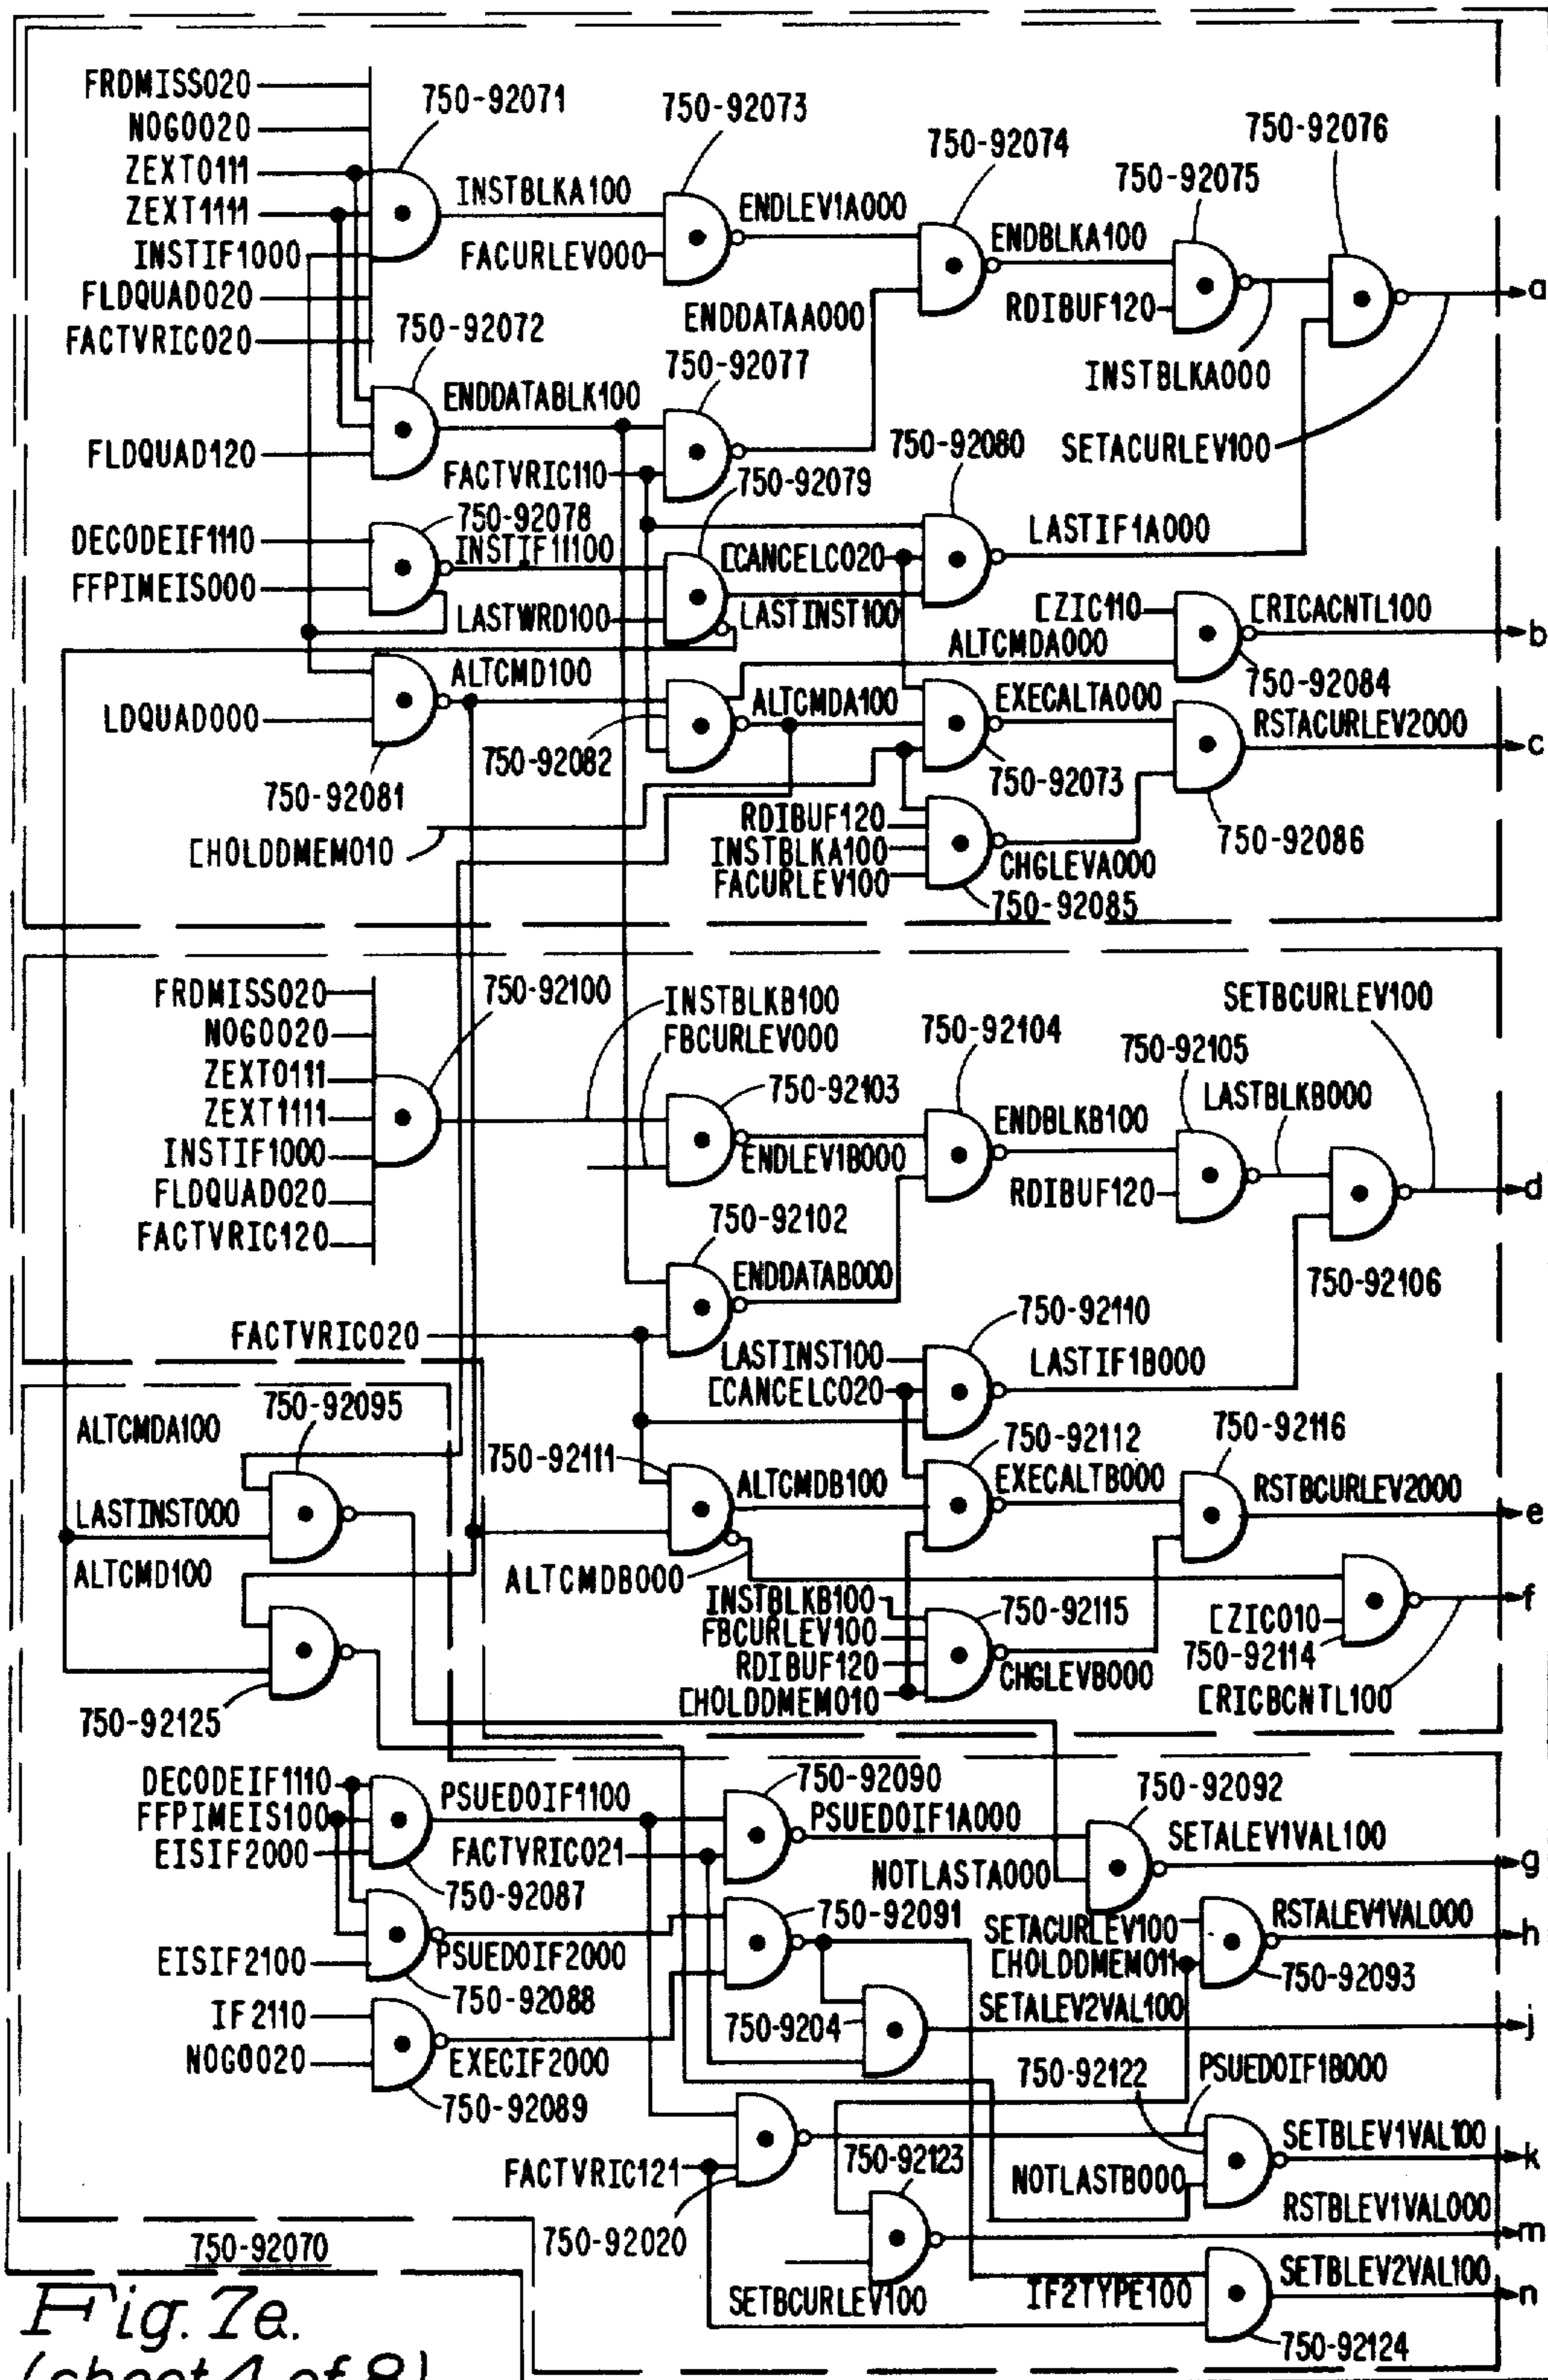 FRDMISS020
750-92071
750-92073
NOGO020
750-92074
750-92076
ZEXT0111
INSTBLKA100
ENDLEV1A000
750-92075
ZEXT1111
ENDBLKA100
INSTIF1000
FACURLEV000
FLDQUAD020
ENDDATAA000
RDIBUF120
a
FACTVRIC020
750-92072
750-92077
INSTBLKA000
ENDDATABLK100
750-92080
SETACURLEV100
FLDQUAD120
FACTVRIC110
750-92079
750-92078
DECODEIF1110
INSTIF11100
LASTIF1A000
FFPIMEIS000
[CANCELC020
LASTWRD100
LASTINST100
[ZIC110
[RICACNTL100
b
ALTCMD100
ALTCMDA000
750-92084
LDQUAD000
ALTCMDA100
EXECALTA000
RSTACURLEV2000
c
750-92082
750-92073
750-92081
[HOLDDMEM010
RDIBUF120
INSTBLKA100
FACURLEV100
CHGLEVA000
750-92086
750-92085
FRDMISS020
750-92100
INSTBLKB100
SETBCURLEV100
NOGO020
FBCURLEV000
750-92104
750-92105
ZEXT0111
750-92103
ZEXT1111
ENDBLKB100
LASTBLKB000
INSTIF1000
ENDLEV1B000
FLDQUAD020
RDIBUF120
d
FACTVRIC120
750-92102
ENDDATAB000
750-92106
FACTVRIC020
750-92110
LASTINST100
LASTIF1B000
[CANCELC020
750-92095
ALTCMDA100
750-92111
750-92112
750-92116
ALTCMDB100
EXECALTB000
RSTBCURLEV2000
e
LASTINST000
ALTCMD100
ALTCMDB000
INSTBLKB100
750-92115
f
FBCURLEV100
[ZIC010
RDIBUF120
CHGLEVB000
750-92114
[HOLDDMEM010
[RICBCNTL100
750-92125
DECODEIF1110
750-92090
750-92092
FFPIMEIS100
PSUEDOIF1100
PSUEDOIF1A000
EISIF2000
FACTVRIC021
SETALEV1VAL100
g
750-92087
NOTLASTA000
750-92091
SETACURLEV100
RSTALEV1VAL000
h
PSUEDOIF2000
[HOLDDMEM011
EISIF2100
750-92093
750-92088
IF2110
750-9204
SETALEV2VAL100
j
NOGO020
EXECIF2000
750-92122
PSUEDOIF1B000
750-92089
750-92123
SETBLEV1VAL100
k
FACTVRIC121
NOTLASTB000
RSTBLEV1VAL000
m
750-92070
750-92020
SETBCURLEV100
IF2TYPE100
SETBLEV2VAL100
n
750-92124
Fig. 7e.
(sheet 4 of 8)